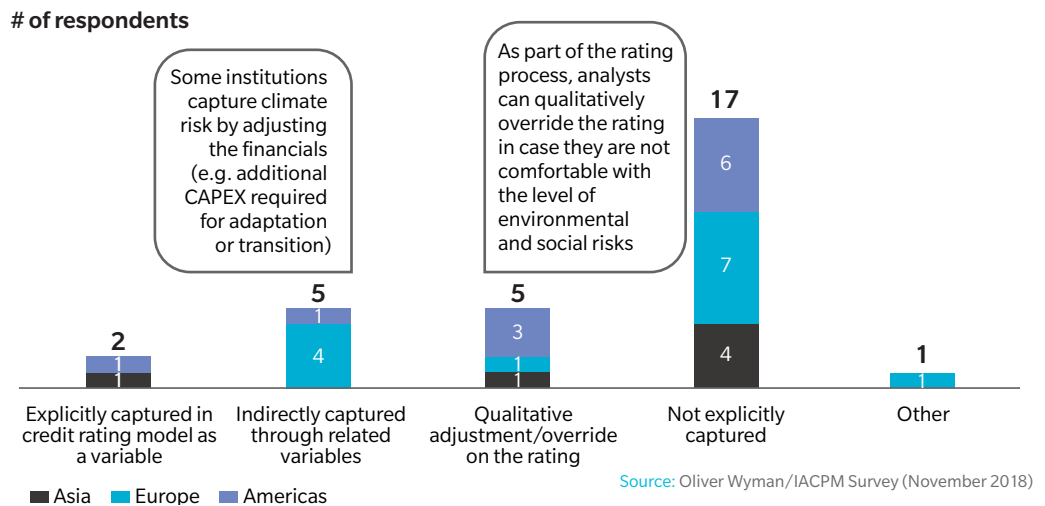 # of respondents
Some institutions
capture climate
risk by adjusting
the financials
(e.g. additional
CAPEX required
for adaptation
or transition)
As part of the rating
process, analysts
can qualitatively
override the rating
in case they are not
comfortable with
the level of
environmental
and social risks
2
1
1
5
1
4
5
3
1
1
17
6
7
4
1
1
Explicitly captured in
credit rating model as
a variable
Indirectly captured
through related
variables
Qualitative
adjustment/override
on the rating
Not explicitly
captured
Other
Asia Europe Americas
Source: Oliver Wyman/IACPM Survey (November 2018)